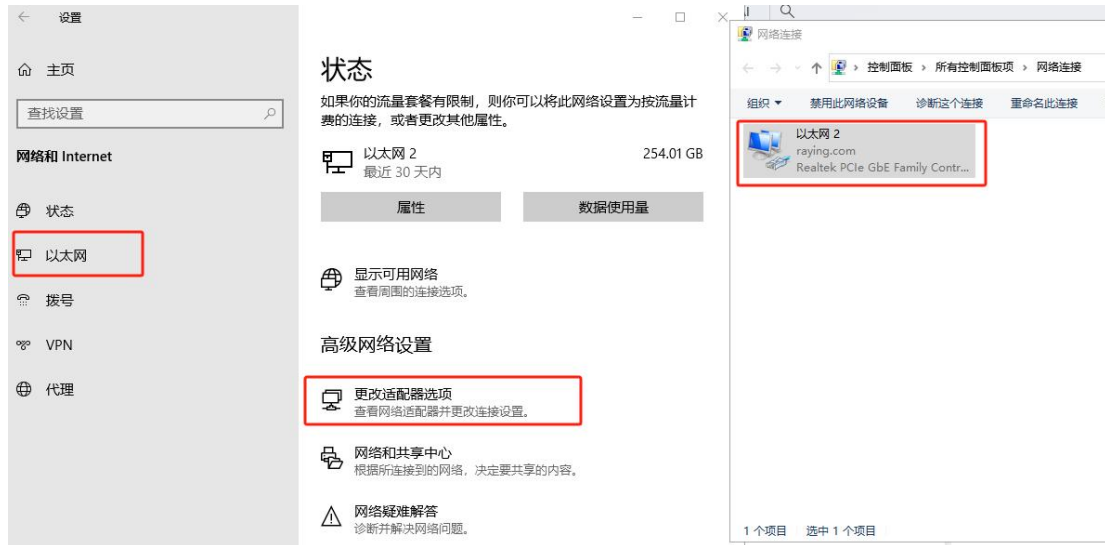 设置
主页
查找设置
网络和 Internet
状态
以太网
拨号
VPN
代理
状态
如果你的流量套餐有限制，则你可以将此网络设置为按流量计
费的连接，或者更改其他属性。
以太网 2
最近 30 天内
254.01 GB
属性
数据使用量
显示可用网络
查看周围的连接选项。
高级网络设置
更改适配器选项
查看网络适配器并更改连接设置。
网络和共享中心
根据所连接到的网络，决定要共享的内容。
网络疑难解答
诊断并解决网络问题。
网络连接
控制面板 › 所有控制面板项 › 网络连接
组织 禁用此网络设备 诊断这个连接 重命名此连接
以太网 2
raying.com
Realtek PCIe GbE Family Contr...
1 个项目 选中 1 个项目